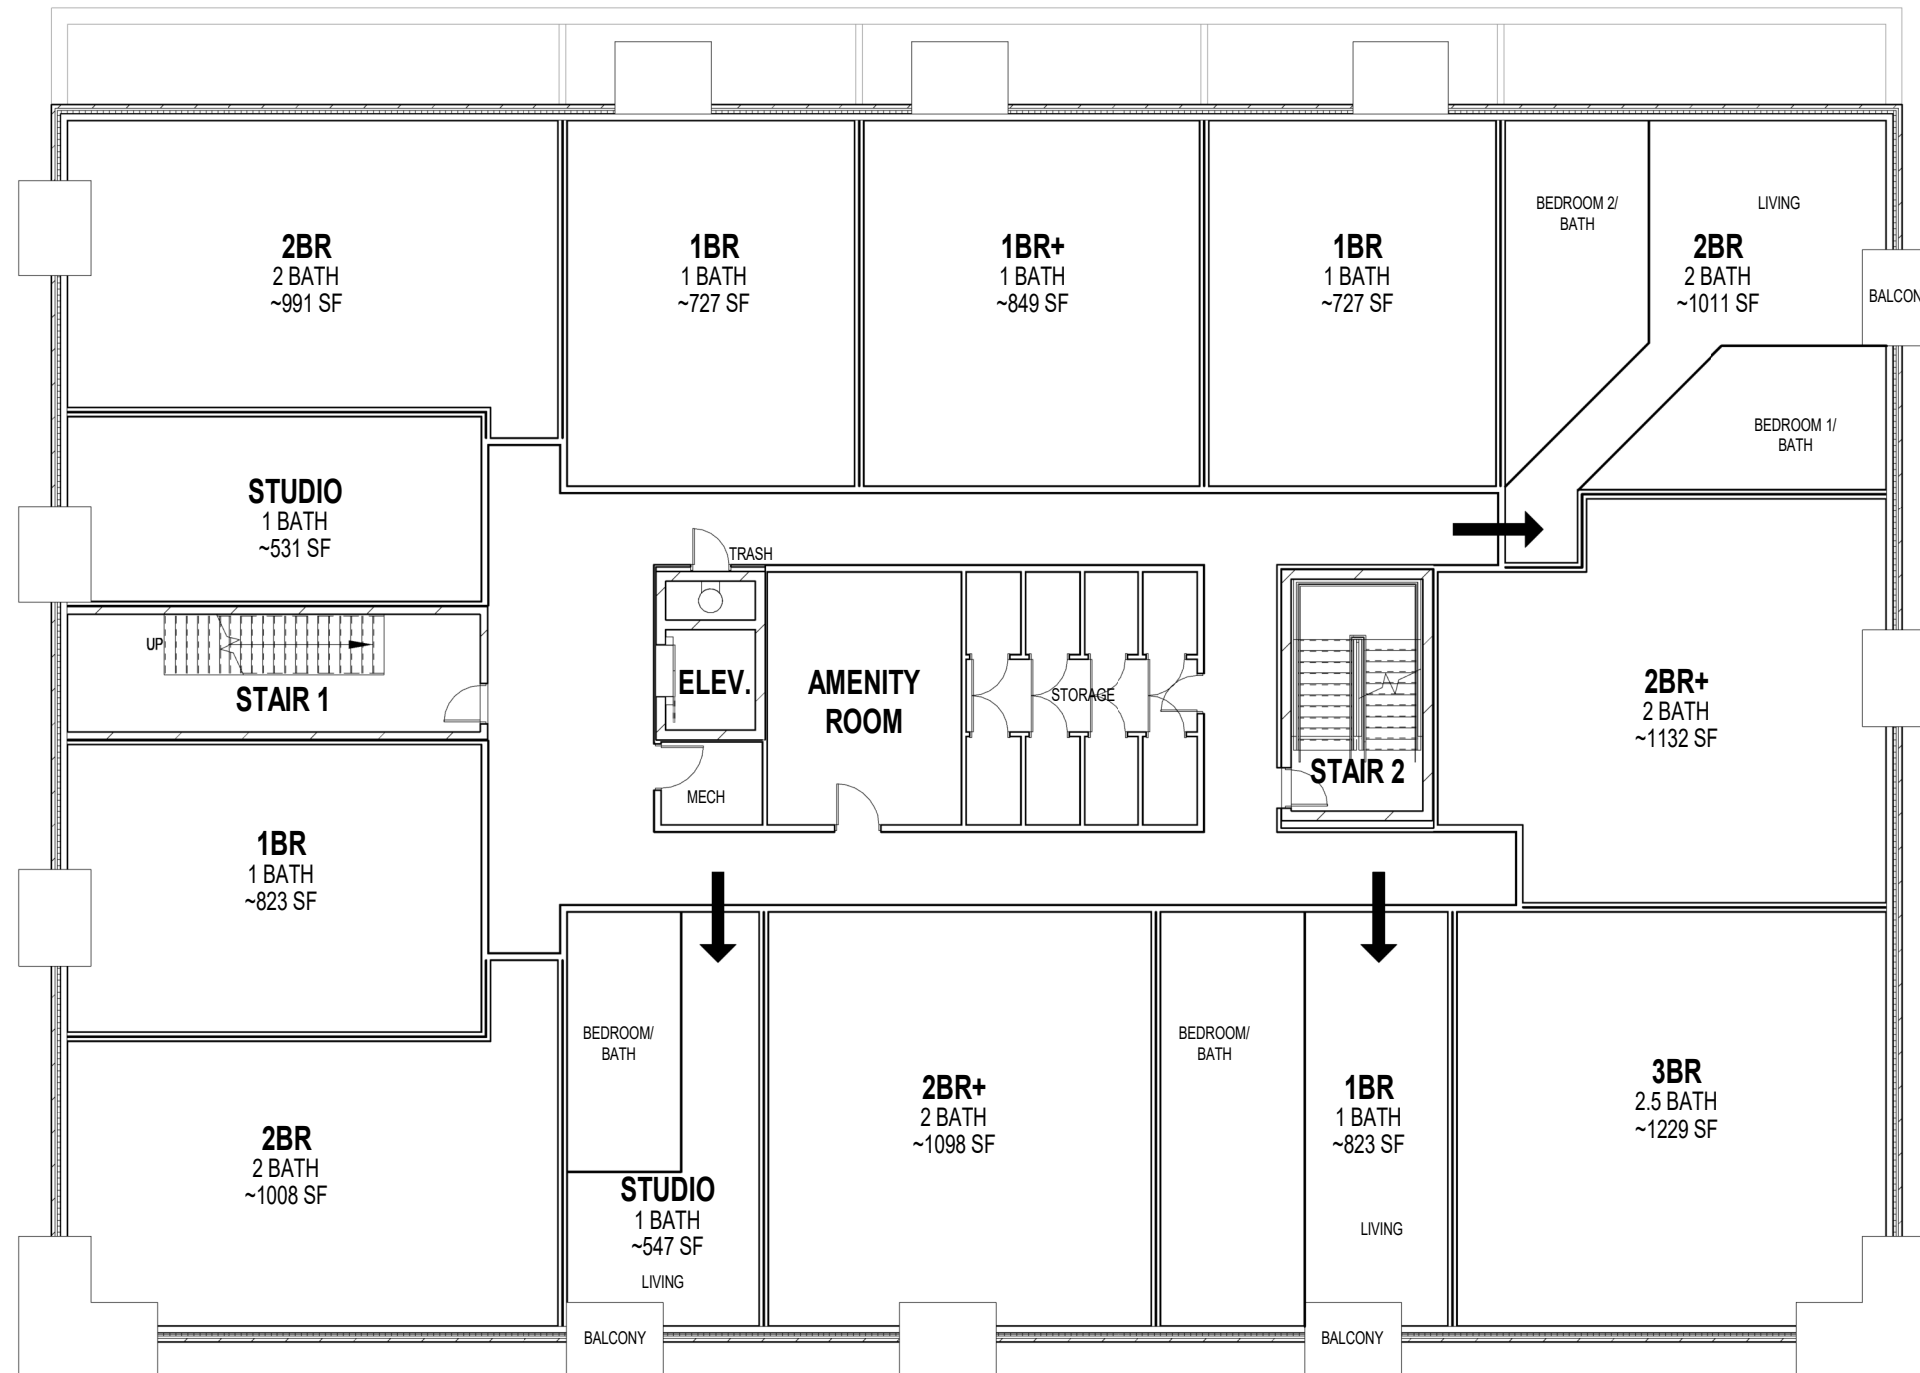 2BR
2 BATH
~991 SF
1BR
1 BATH
~727 SF
1BR+
1 BATH
~849 SF
1BR
1 BATH
~727 SF
BEDROOM 2/
BATH
LIVING
2BR
2 BATH
~1011 SF
BALCON
BEDROOM 1/
BATH
STUDIO
1 BATH
~531 SF
TRASH
UP
STAIR 1
ELEV.
AMENITY
ROOM
STORAGE
MECH
STAIR 2
2BR+
2 BATH
~1132 SF
1BR
1 BATH
~823 SF
2BR
2 BATH
~1008 SF
BEDROOM/
BATH
STUDIO
1 BATH
~547 SF
LIVING
BALCONY
2BR+
2 BATH
~1098 SF
BEDROOM/
BATH
1BR
1 BATH
~823 SF
LIVING
BALCONY
3BR
2.5 BATH
~1229 SF